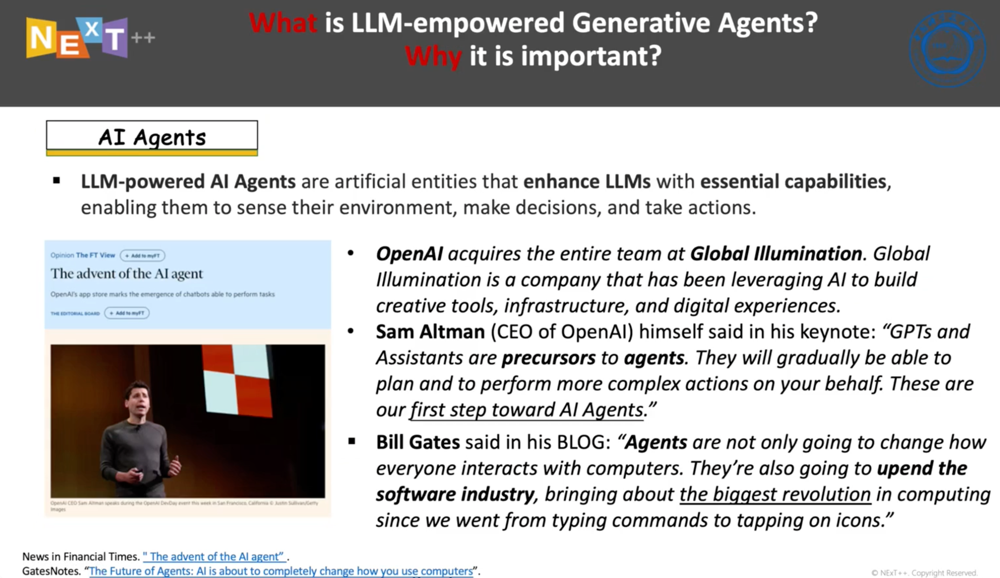 NExT++
What is LLM-empowered Generative Agents?
Why it is important?
AI Agents
▪ LLM-powered AI Agents are artificial entities that enhance LLMs with essential capabilities,
enabling them to sense their environment, make decisions, and take actions.
Opinion The FT View + Add to myFT
The advent of the AI agent
OpenAI's app store marks the emergence of chatbots able to perform tasks
THE EDITORIAL BOARD + Add to myFT
OpenAI CEO Sam Altman speaks during the OpenAI DevDay event this week in San Francisco, California © Justin Sullivan/Getty
Images
• OpenAI acquires the entire team at Global Illumination. Global
Illumination is a company that has been leveraging AI to build
creative tools, infrastructure, and digital experiences.
• Sam Altman (CEO of OpenAI) himself said in his keynote: “GPTs and
Assistants are precursors to agents. They will gradually be able to
plan and to perform more complex actions on your behalf. These are
our first step toward AI Agents.”
▪ Bill Gates said in his BLOG: “Agents are not only going to change how
everyone interacts with computers. They’re also going to upend the
software industry, bringing about the biggest revolution in computing
since we went from typing commands to tapping on icons.”
News in Financial Times. " The advent of the AI agent” .
GatesNotes. “The Future of Agents: AI is about to completely change how you use computers”.
© NExT++. Copyright Reserved.